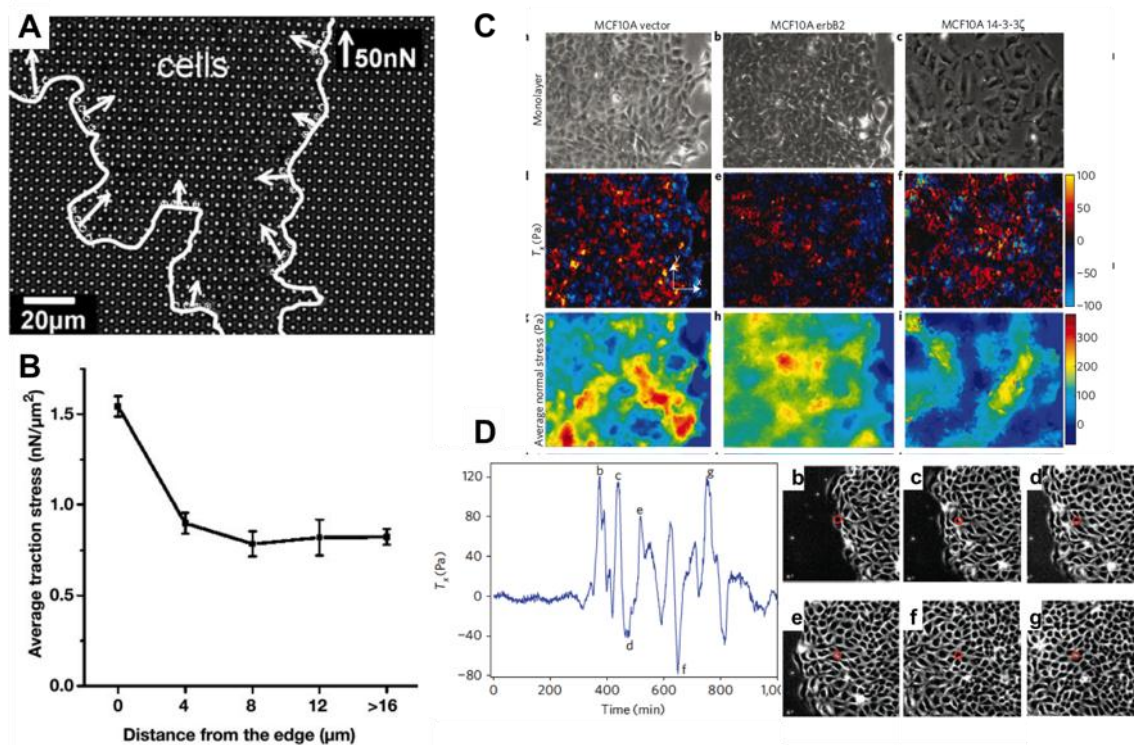 A
cells
50nN
20µm
B
Average traction stress (nN/µm²)
1.5
1.0
0.5
0.0
0
4
8
12
>16
Distance from the edge (µm)
C
MCF10A vector
MCF10A erbB2
MCF10A 14-3-3ζ
a
b
c
Monolayer
d
e
f
Tx (Pa)
y
x
100
50
0
−50
−100
g
h
i
Average normal stress (Pa)
300
200
100
0
D
Tx (Pa)
120
80
40
0
−40
−80
b
c
d
e
f
g
0
200
400
600
800
1,00
Time (min)
b
c
d
e
f
g